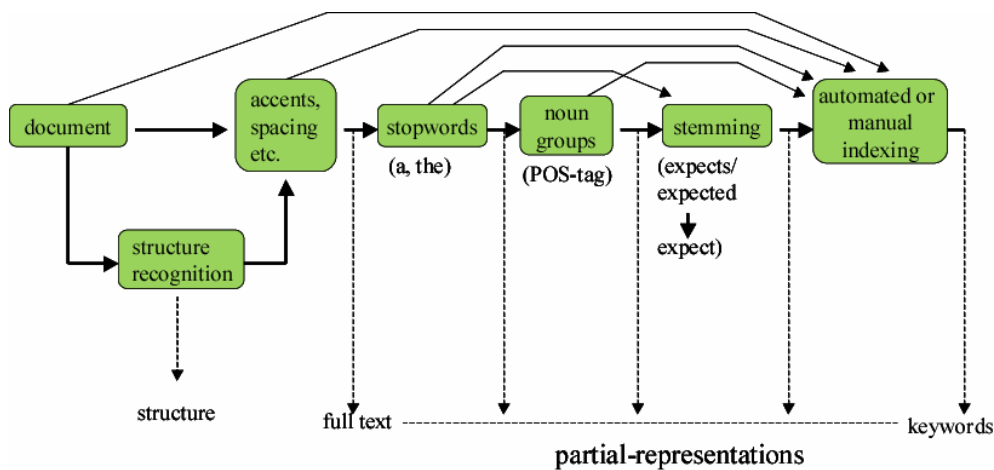 document
accents,
spacing
etc.
stopwords
(a, the)
noun
groups
(POS-tag)
stemming
(expects/
expected
expect)
automated or
manual
indexing
structure
recognition
structure
full text
keywords
partial-representations